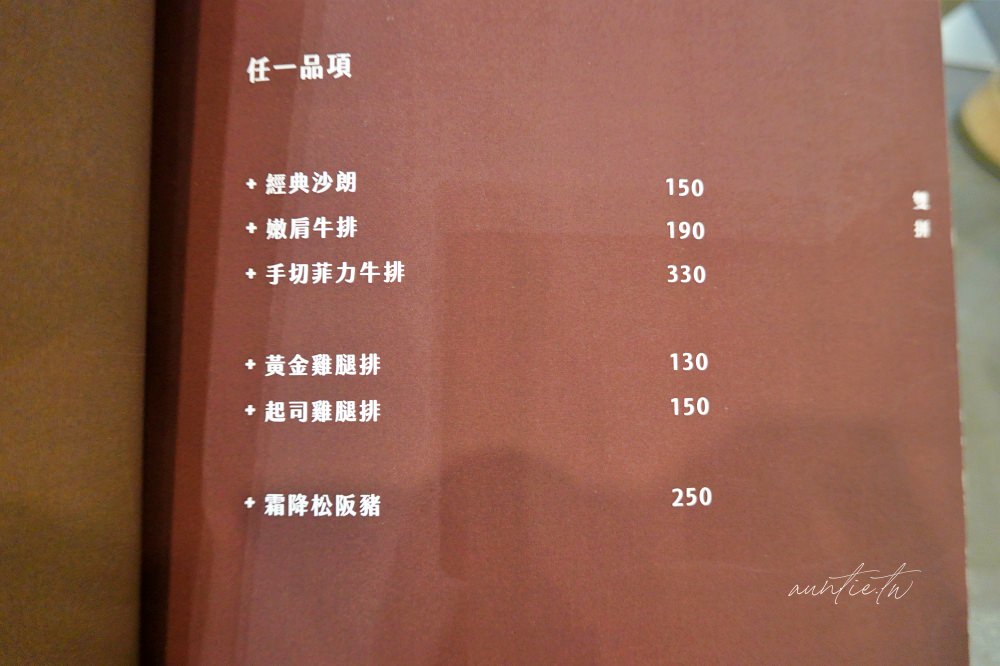 任一品項
+ 經典沙朗 150
+ 嫩肩牛排 190
+ 手切菲力牛排 330
+ 黃金雞腿排 130
+ 起司雞腿排 150
+ 霜降松阪豬 250
雙拼
auntie.tw